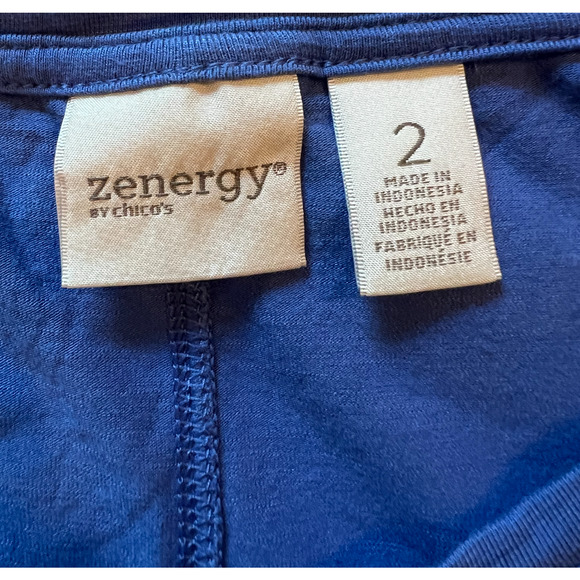 zenergy®
BY chico's
2
MADE IN
INDONESIA
HECHO EN
INDONESIA
FABRIQUÉ EN
INDONÉSIE